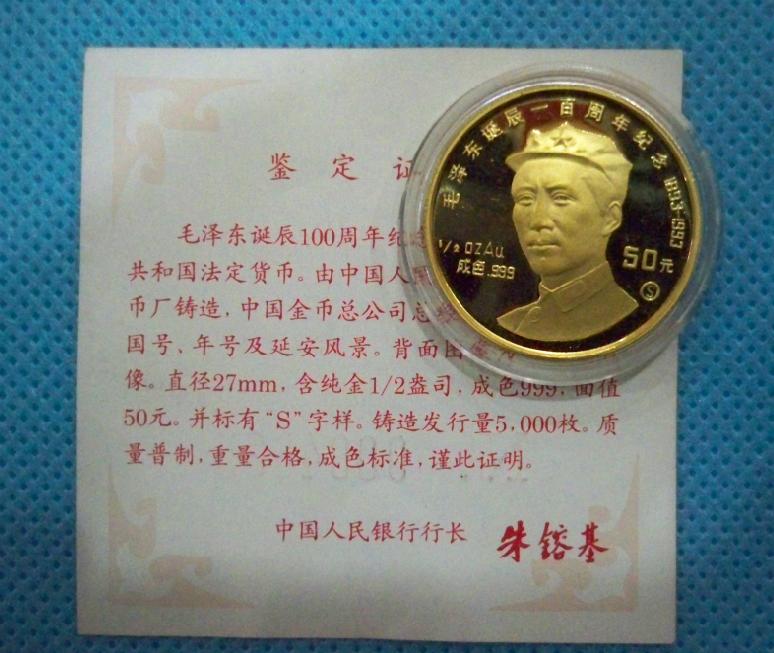 鉴 定 证
毛泽东诞辰100周年纪念
共和国法定货币。由中国人民
币厂铸造，中国金币总公司总
国号、年号及延安风景。背面图
像。直径27mm，含纯金1/2盎司，成色999，面值
50元。并标有“S”字样。铸造发行量5,000枚。质
量普制，重量合格，成色标准，谨此证明。
中国人民银行行长 朱镕基
毛泽东诞辰一百周年纪念 1893-1993
1/2 OZ Au
成色.999
50元
S